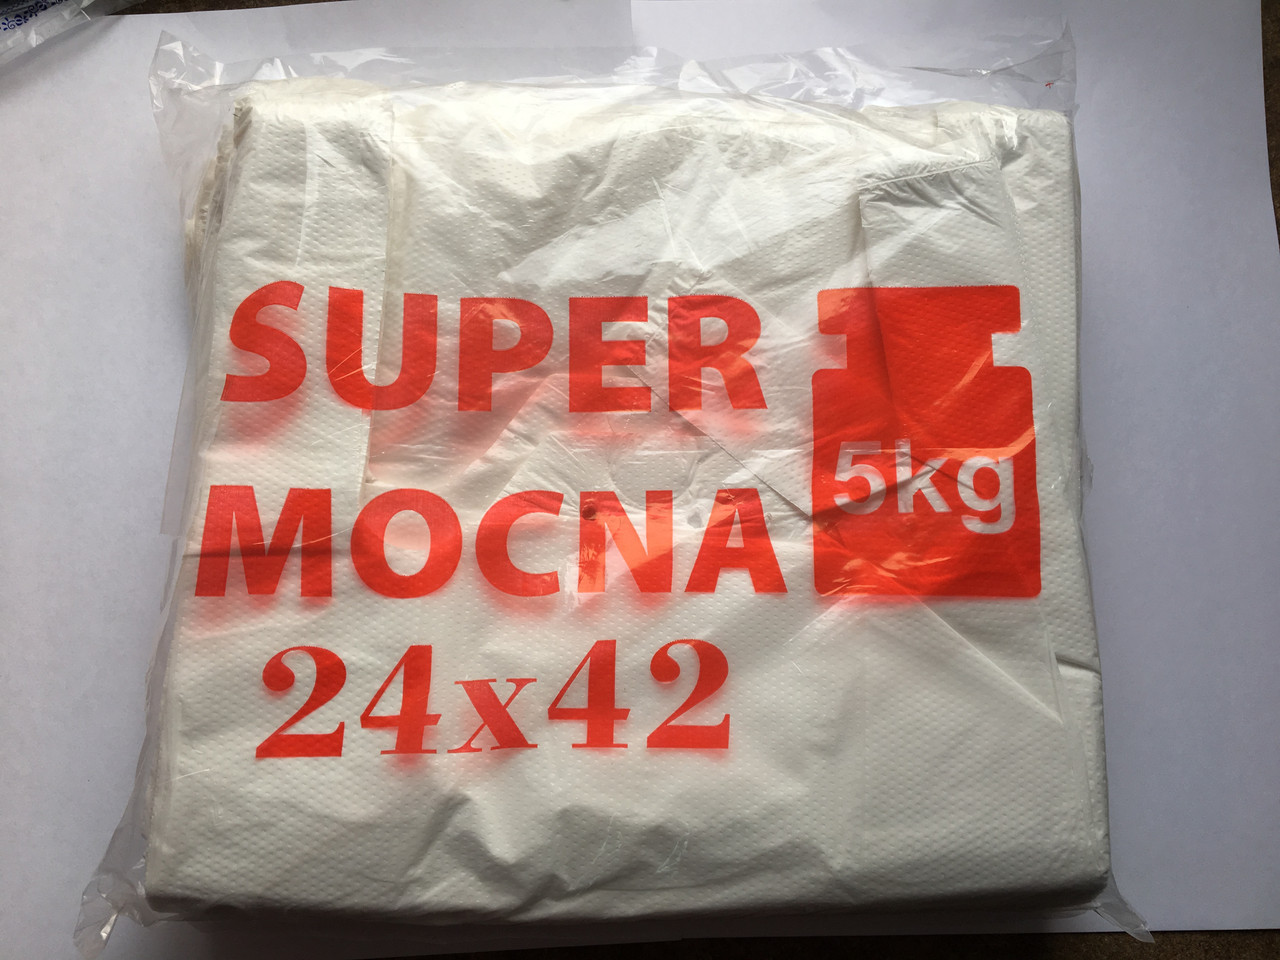 SUPER
MOCNA
24x42
5kg